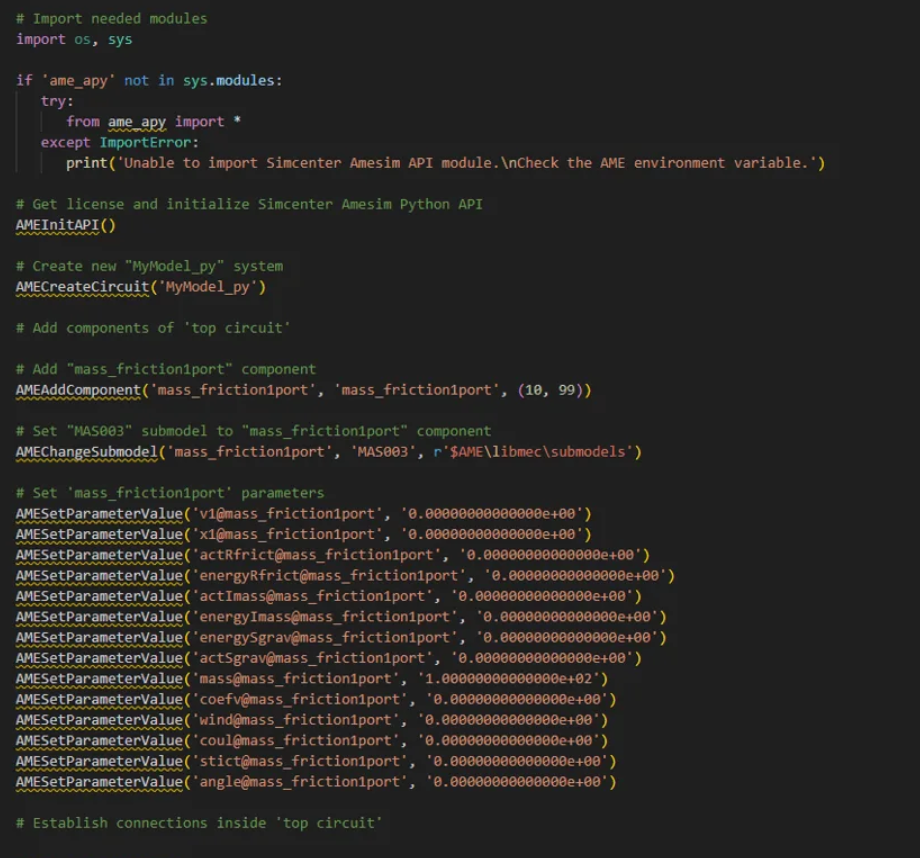 # Import needed modules
import os, sys
if 'ame_apy' not in sys.modules:
try:
from ame_apy import *
except ImportError:
print('Unable to import Simcenter Amesim API module.\nCheck the AME environment variable.')
# Get license and initialize Simcenter Amesim Python API
AMEInitAPI()
# Create new "MyModel_py" system
AMECreateCircuit('MyModel_py')
# Add components of 'top circuit'
# Add "mass_friction1port" component
AMEAddComponent('mass_friction1port', 'mass_friction1port', (10, 99))
# Set "MAS003" submodel to "mass_friction1port" component
AMEChangeSubmodel('mass_friction1port', 'MAS003', r'$AME\libmec\submodels')
# Set 'mass_friction1port' parameters
AMESetParameterValue('v1@mass_friction1port', '0.00000000000000e+00')
AMESetParameterValue('x1@mass_friction1port', '0.00000000000000e+00')
AMESetParameterValue('actRfrict@mass_friction1port', '0.00000000000000e+00')
AMESetParameterValue('energyRfrict@mass_friction1port', '0.00000000000000e+00')
AMESetParameterValue('actImass@mass_friction1port', '0.00000000000000e+00')
AMESetParameterValue('energyImass@mass_friction1port', '0.00000000000000e+00')
AMESetParameterValue('energySgrav@mass_friction1port', '0.00000000000000e+00')
AMESetParameterValue('actSgrav@mass_friction1port', '0.00000000000000e+00')
AMESetParameterValue('mass@mass_friction1port', '1.00000000000000e+02')
AMESetParameterValue('coefv@mass_friction1port', '0.00000000000000e+00')
AMESetParameterValue('wind@mass_friction1port', '0.00000000000000e+00')
AMESetParameterValue('coul@mass_friction1port', '0.00000000000000e+00')
AMESetParameterValue('stict@mass_friction1port', '0.00000000000000e+00')
AMESetParameterValue('angle@mass_friction1port', '0.00000000000000e+00')
# Establish connections inside 'top circuit'